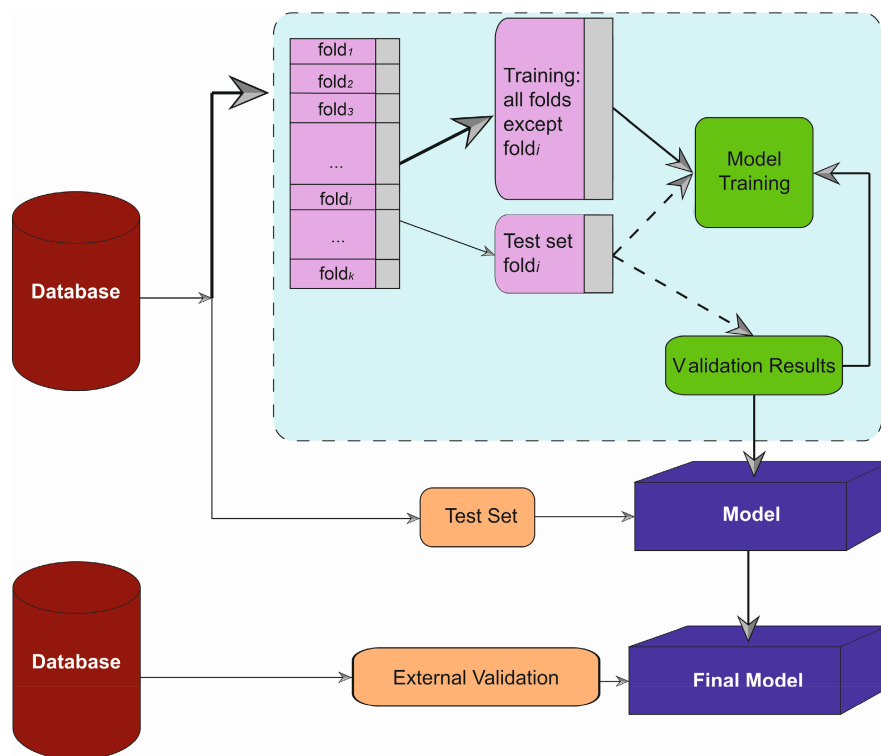 fold1
fold2
fold3
...
foldi
...
foldk
Training:
all folds
except
foldi
Test set
foldi
Model
Training
Validation Results
Database
Test Set
Model
Database
External Validation
Final Model